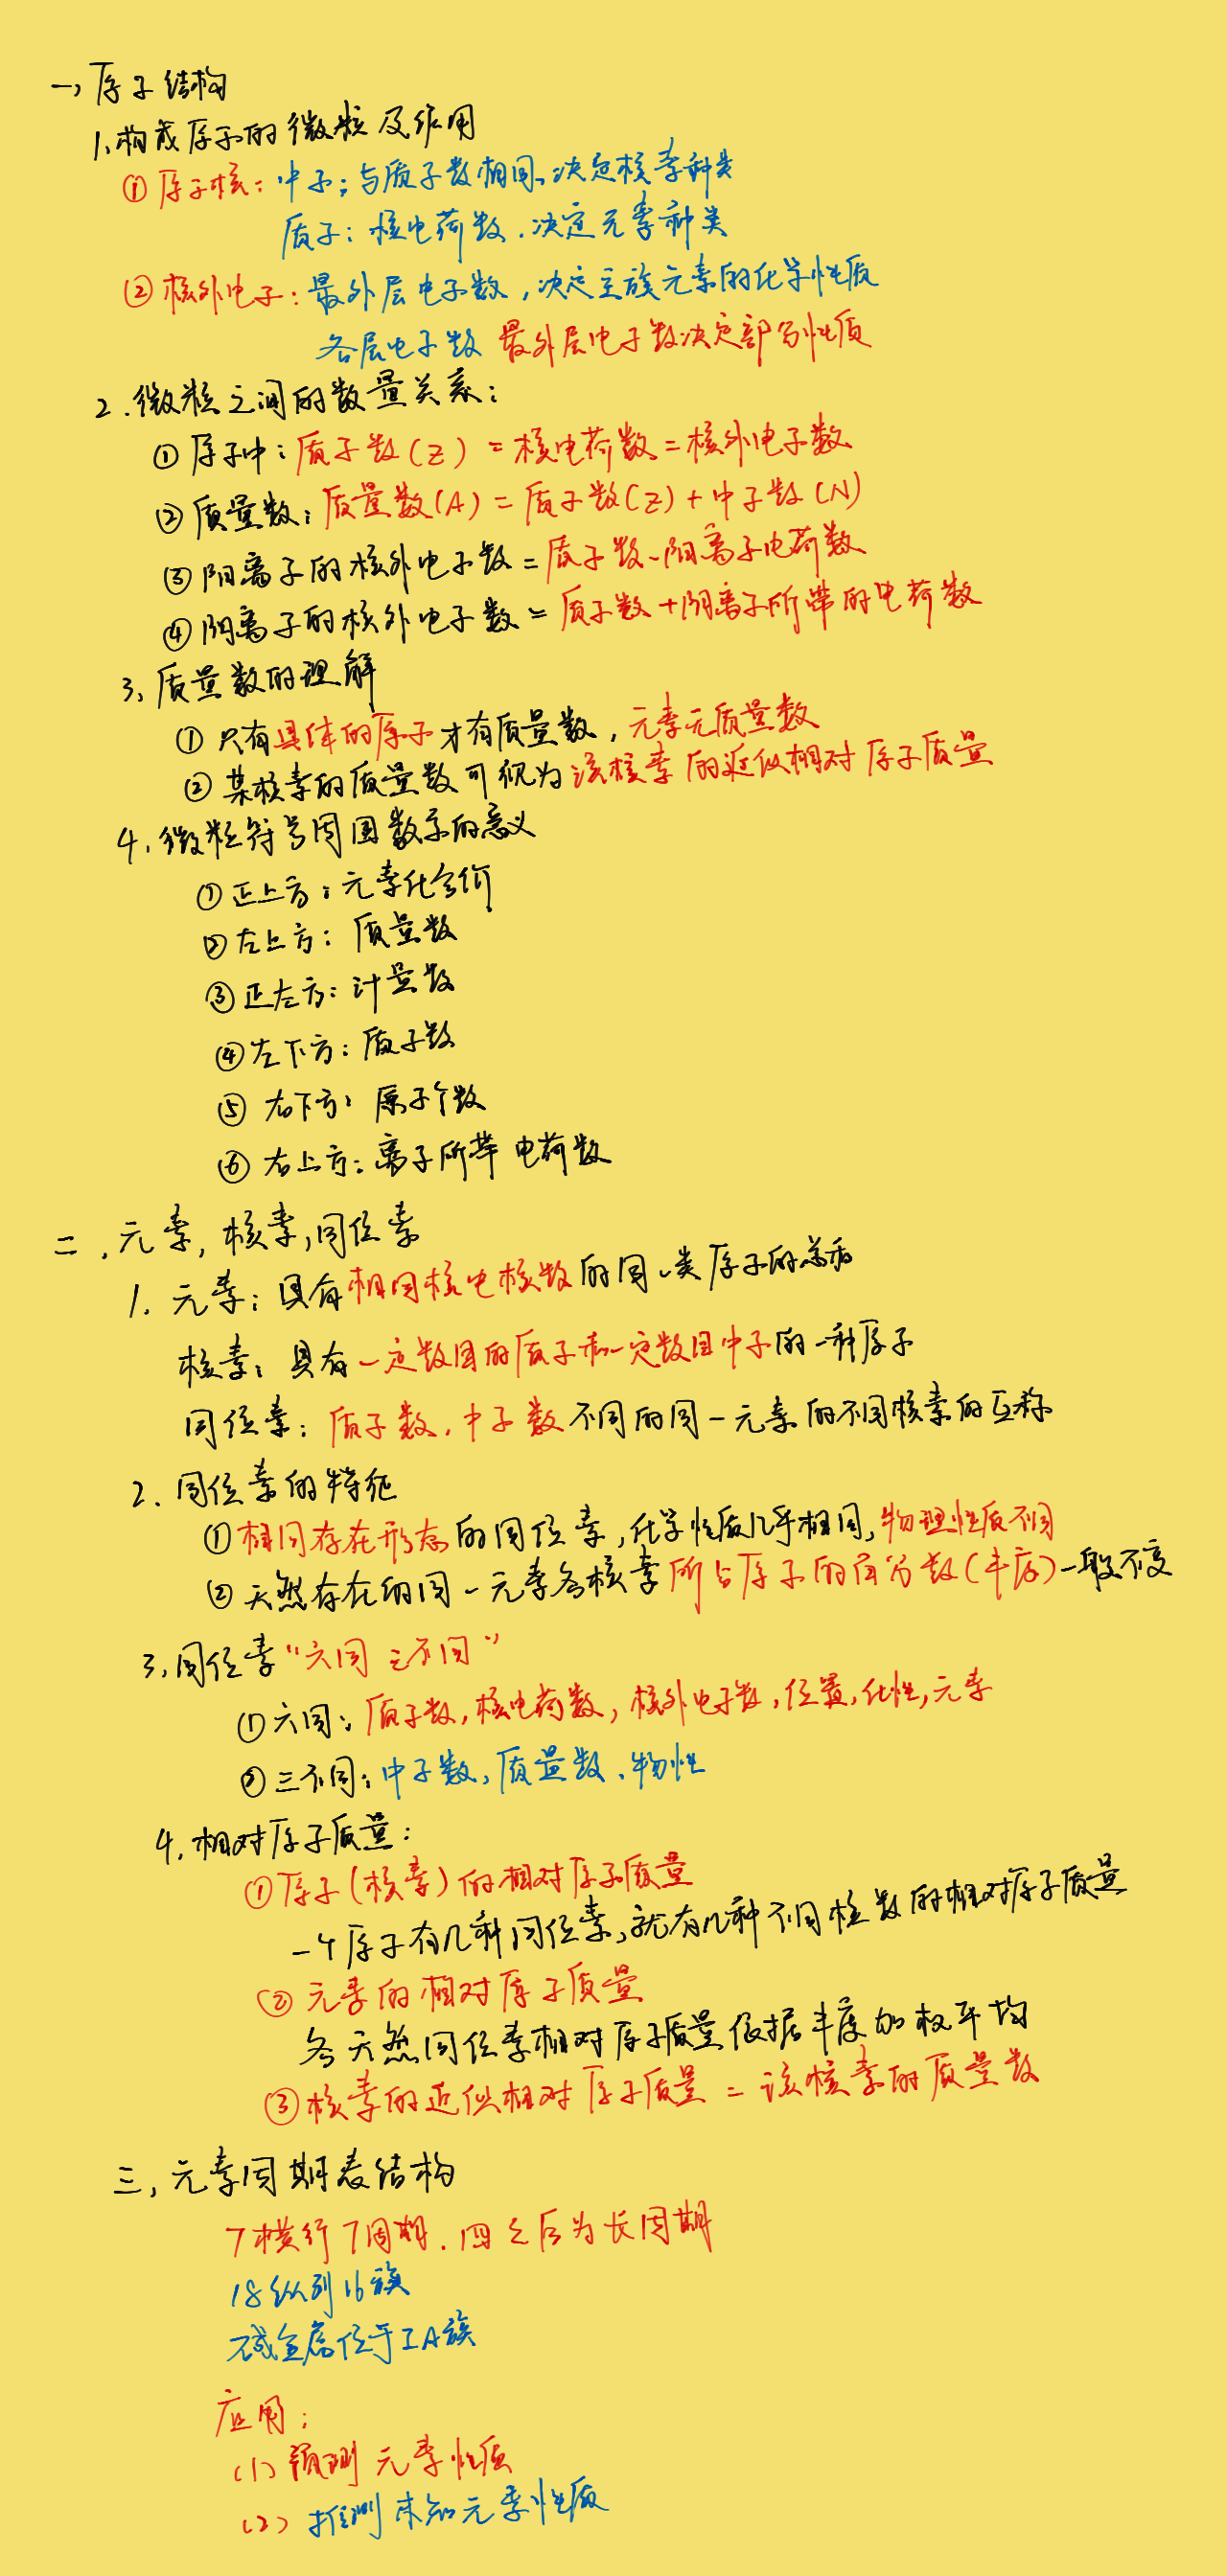 一、原子结构
1、构成原子的微粒及作用
① 原子核：中子：与质子数相同、决定核素种类
质子：核电荷数，决定元素种类
② 核外电子：最外层电子数，决定主族元素的化学性质
各层电子数 最外层电子数决定部分性质
2.微粒之间的数量关系：
① 原子中：质子数(Z) = 核电荷数 = 核外电子数
② 质量数：质量数(A) = 质子数(Z) + 中子数(N)
③ 阳离子的核外电子数 = 质子数 - 阳离子电荷数
④ 阴离子的核外电子数 = 质子数 + 阴离子所带的电荷数
3、质量数的理解
① 只有具体的原子才有质量数，元素无质量数
② 某核素的质量数可视为该核素的近似相对原子质量
4、微粒符号周围数字的意义
① 正上方：元素化合价
② 左上方：质量数
③ 正左方：计量数
④ 左下方：质子数
⑤ 右下方：原子个数
⑥ 右上方：离子所带电荷数
二、元素，核素，同位素
1. 元素：具有相同核电核数的同一类原子的总和
核素：具有一定数目的质子和一定数目中子的一种原子
同位素：质子数，中子数不同的同一元素的不同核素的互称
2、同位素的特征
① 相同存在形态的同位素，化学性质几乎相同，物理性质不同
② 天然存在的同一元素各核素所占原子的百分数(丰度)一般不变
3、同位素“六同 三不同”
① 六同：质子数，核电荷数，核外电子数，位置，化性，元素
② 三不同：中子数，质量数、物性
4、相对原子质量：
① 原子(核素)的相对原子质量
一个原子有几种同位素，就有几种不同核数的相对原子质量
② 元素的相对原子质量
各天然同位素相对原子质量依据丰度加权平均
③ 核素的近似相对原子质量 = 该核素的质量数
三，元素周期表结构
7横行7周期．四之后为长周期
18纵列16族
碱金属位于ⅠA族
应用：
(1) 预测元素性质
(2) 推测未知元素性质